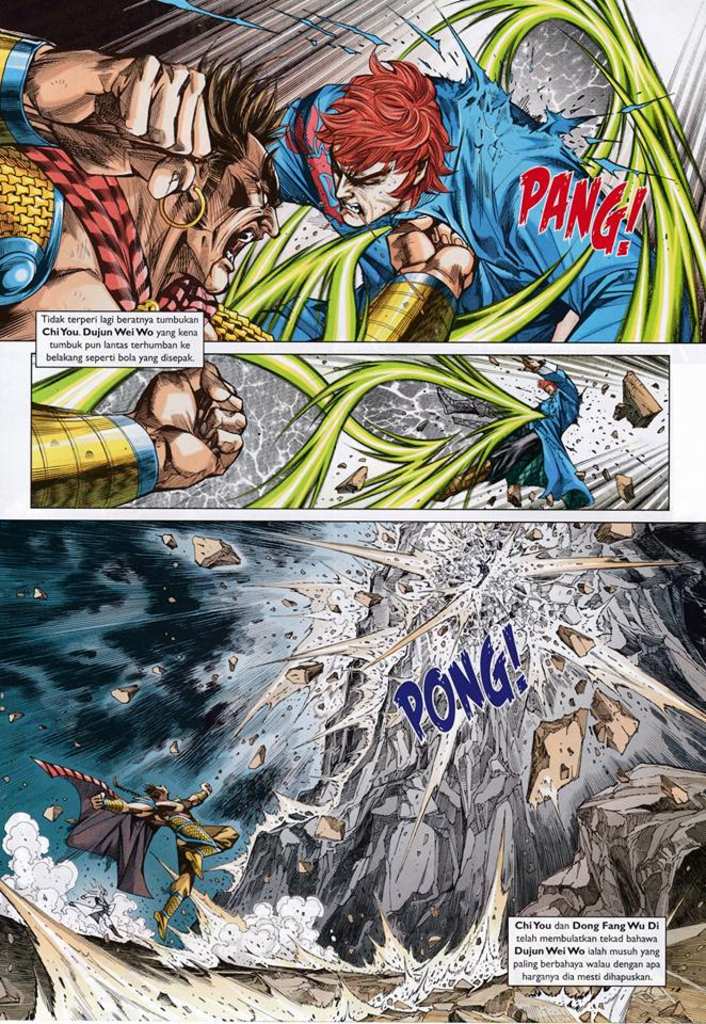 PANG!
Tidak terperi lagi beratnya tumbukan
Chi You. Dujun Wei Wo yang kena
tumbuk pun lantas terhumban ke
belakang seperti bola yang disepak.
PONG!
Chi You dan Dong Fang Wu Di
telah membulatkan tekad bahawa
Dujun Wei Wo ialah musuh yang
paling berbahaya walau dengan apa
harganya dia mesti dihapuskan.